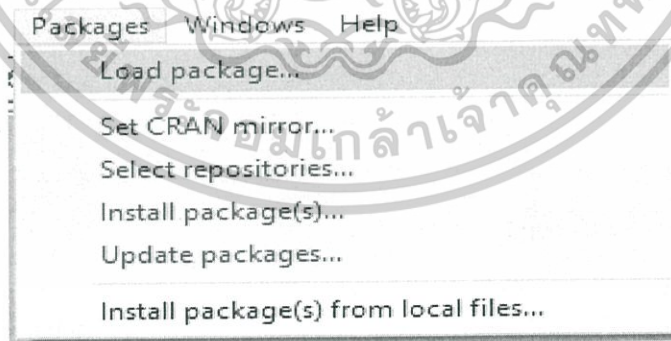 Packages Windows Help
Load package...
Set CRAN mirror...
Select repositories...
Install package(s)...
Update packages...
Install package(s) from local files...